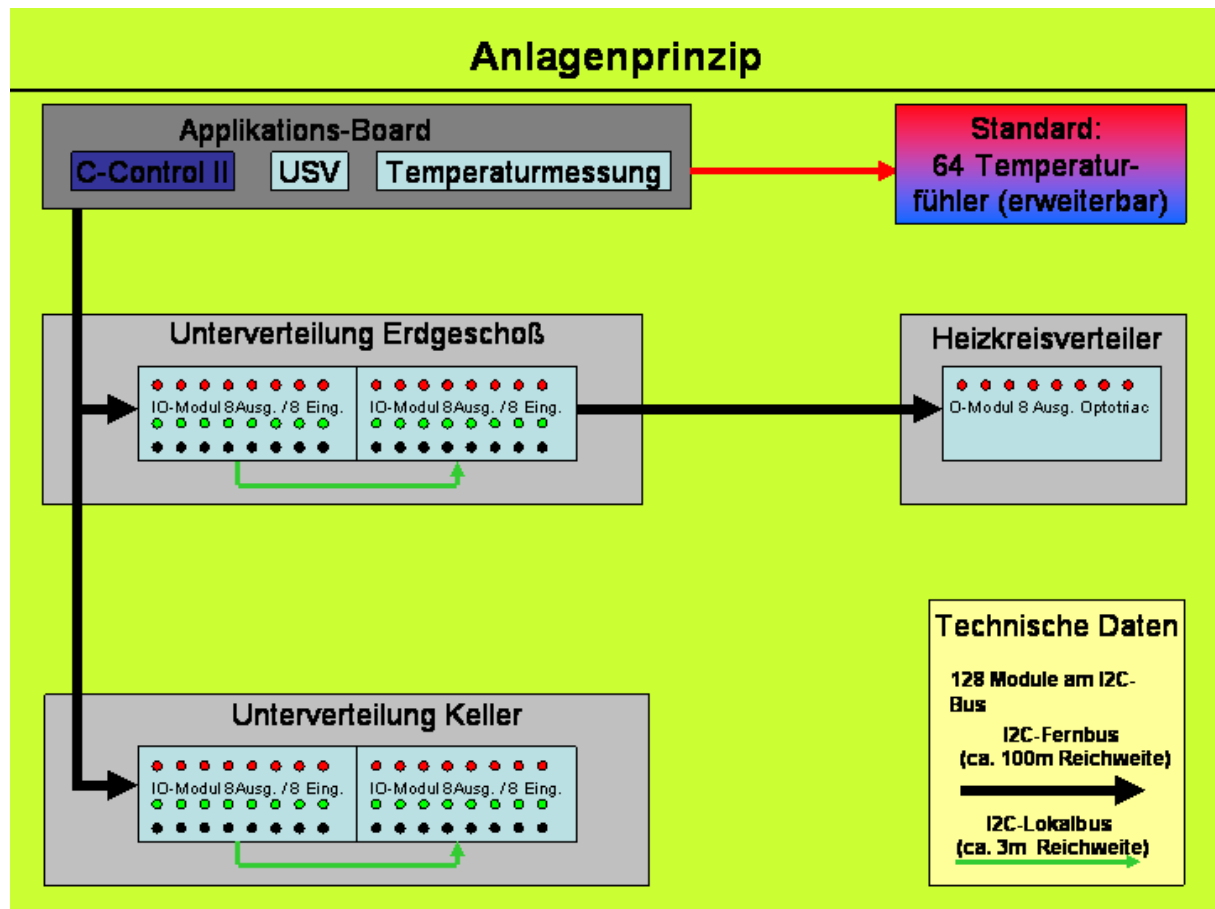 Anlagenprinzip
Applikations-Board
C-Control II
USV
Temperaturmessung
Standard:
64 Temperatur-
fühler (erweiterbar)
Unterverteilung Erdgeschoß
IO-Modul 8Ausg. /8 Eing.
IO-Modul 8Ausg. /8 Eing.
Heizkreisverteiler
O-Modul 8 Ausg. Optotriac
Unterverteilung Keller
IO-Modul 8Ausg. /8 Eing.
IO-Modul 8Ausg. /8 Eing.
Technische Daten
128 Module am I2C-
Bus
I2C-Fernbus
(ca. 100m Reichweite)
I2C-Lokalbus
(ca. 3m Reichweite)